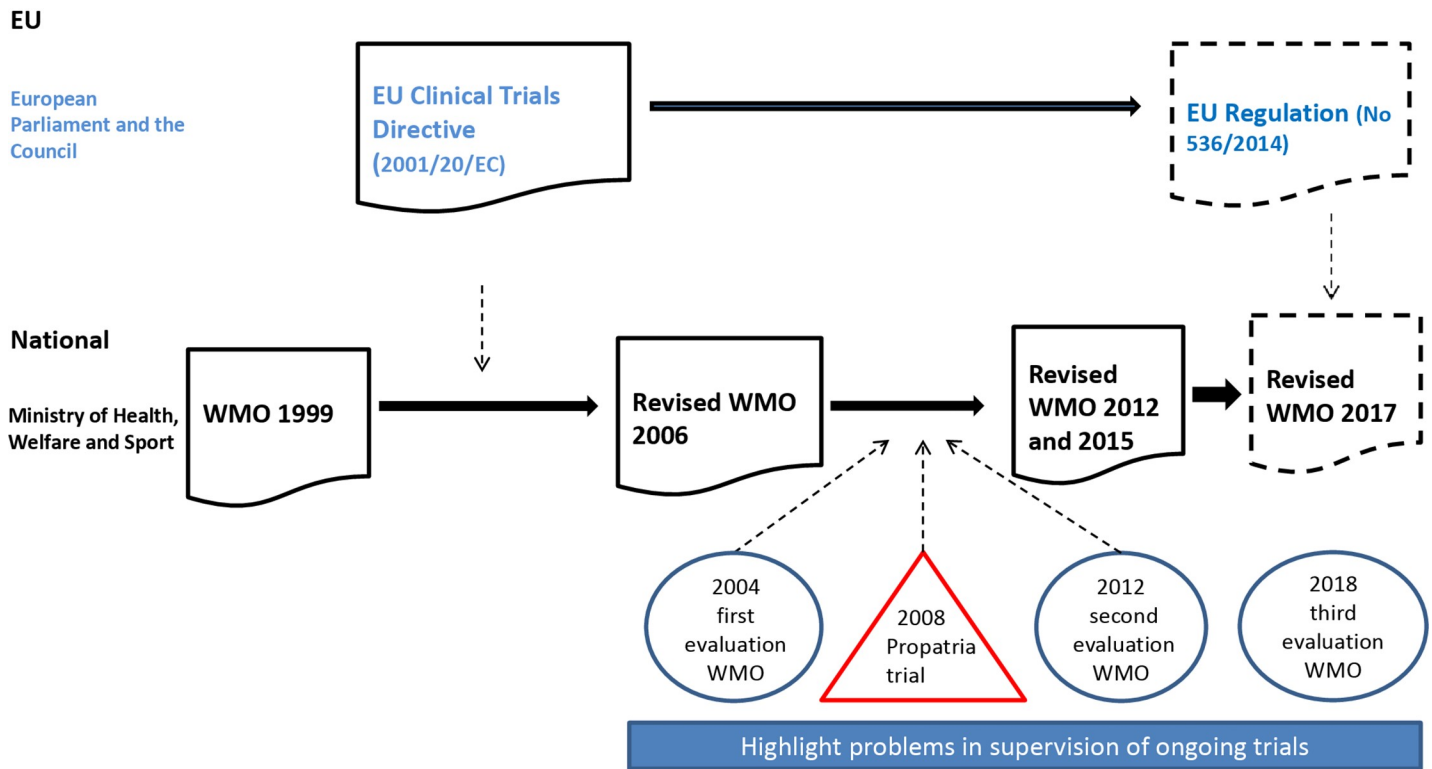 EU
European
Parliament and the
Council
EU Clinical Trials
Directive
(2001/20/EC)
EU Regulation (No
536/2014)
National
Ministry of Health,
Welfare and Sport
WMO 1999
Revised WMO
2006
Revised
WMO 2012
and 2015
Revised
WMO 2017
2004
first
evaluation
WMO
2008
Propatria
trial
2012
second
evaluation
WMO
2018
third
evaluation
WMO
Highlight problems in supervision of ongoing trials